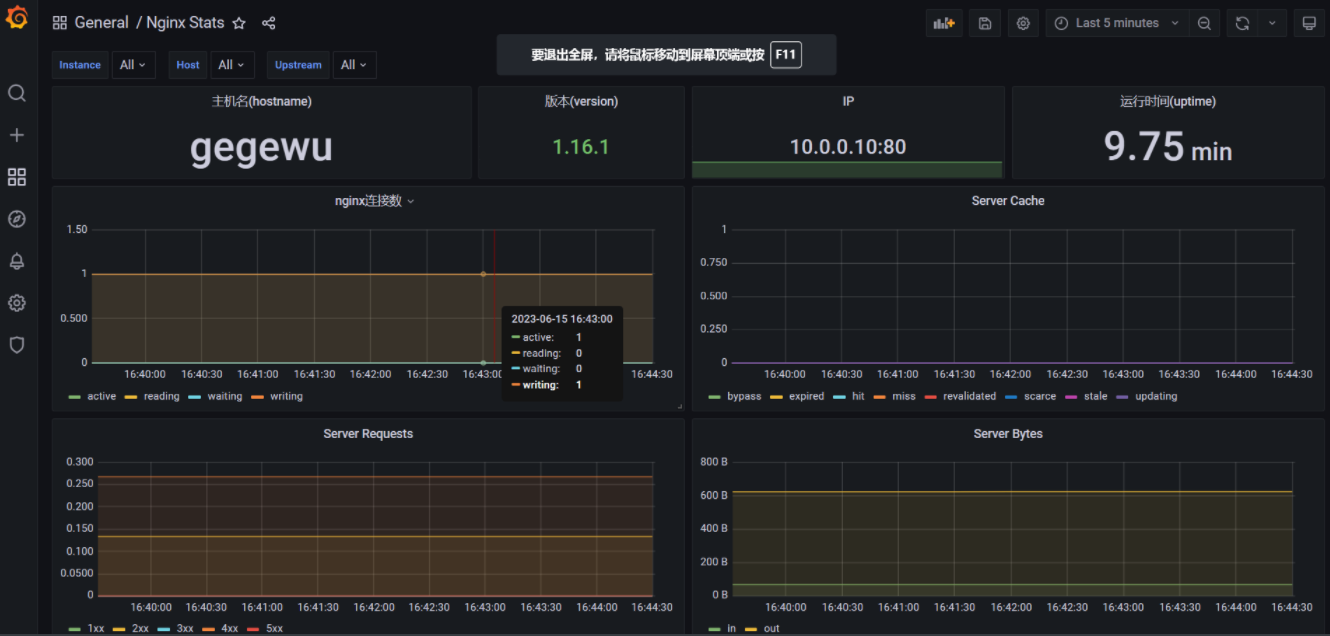 General / Nginx Stats
Last 5 minutes
要退出全屏，请将鼠标移动到屏幕顶端或按 F11
Instance All Host All Upstream All
主机名(hostname)
gegewu
版本(version)
1.16.1
IP
10.0.0.10:80
运行时间(uptime)
9.75 min
nginx连接数
1.50
1
0.500
0
16:40:00 16:40:30 16:41:00 16:41:30 16:42:00 16:42:30 16:43:00 16:44:30
2023-06-15 16:43:00
active: 1
reading: 0
waiting: 0
writing: 1
active reading waiting writing
Server Cache
1
0.750
0.500
0.250
0
16:40:00 16:40:30 16:41:00 16:41:30 16:42:00 16:42:30 16:43:00 16:43:30 16:44:00 16:44:30
bypass expired hit miss revalidated scarce stale updating
Server Requests
0.300
0.250
0.200
0.150
0.100
0.0500
0
16:40:00 16:40:30 16:41:00 16:41:30 16:42:00 16:42:30 16:43:00 16:43:30 16:44:00 16:44:30
1xx 2xx 3xx 4xx 5xx
Server Bytes
800 B
600 B
400 B
200 B
0 B
16:40:00 16:40:30 16:41:00 16:41:30 16:42:00 16:42:30 16:43:00 16:43:30 16:44:00 16:44:30
in out